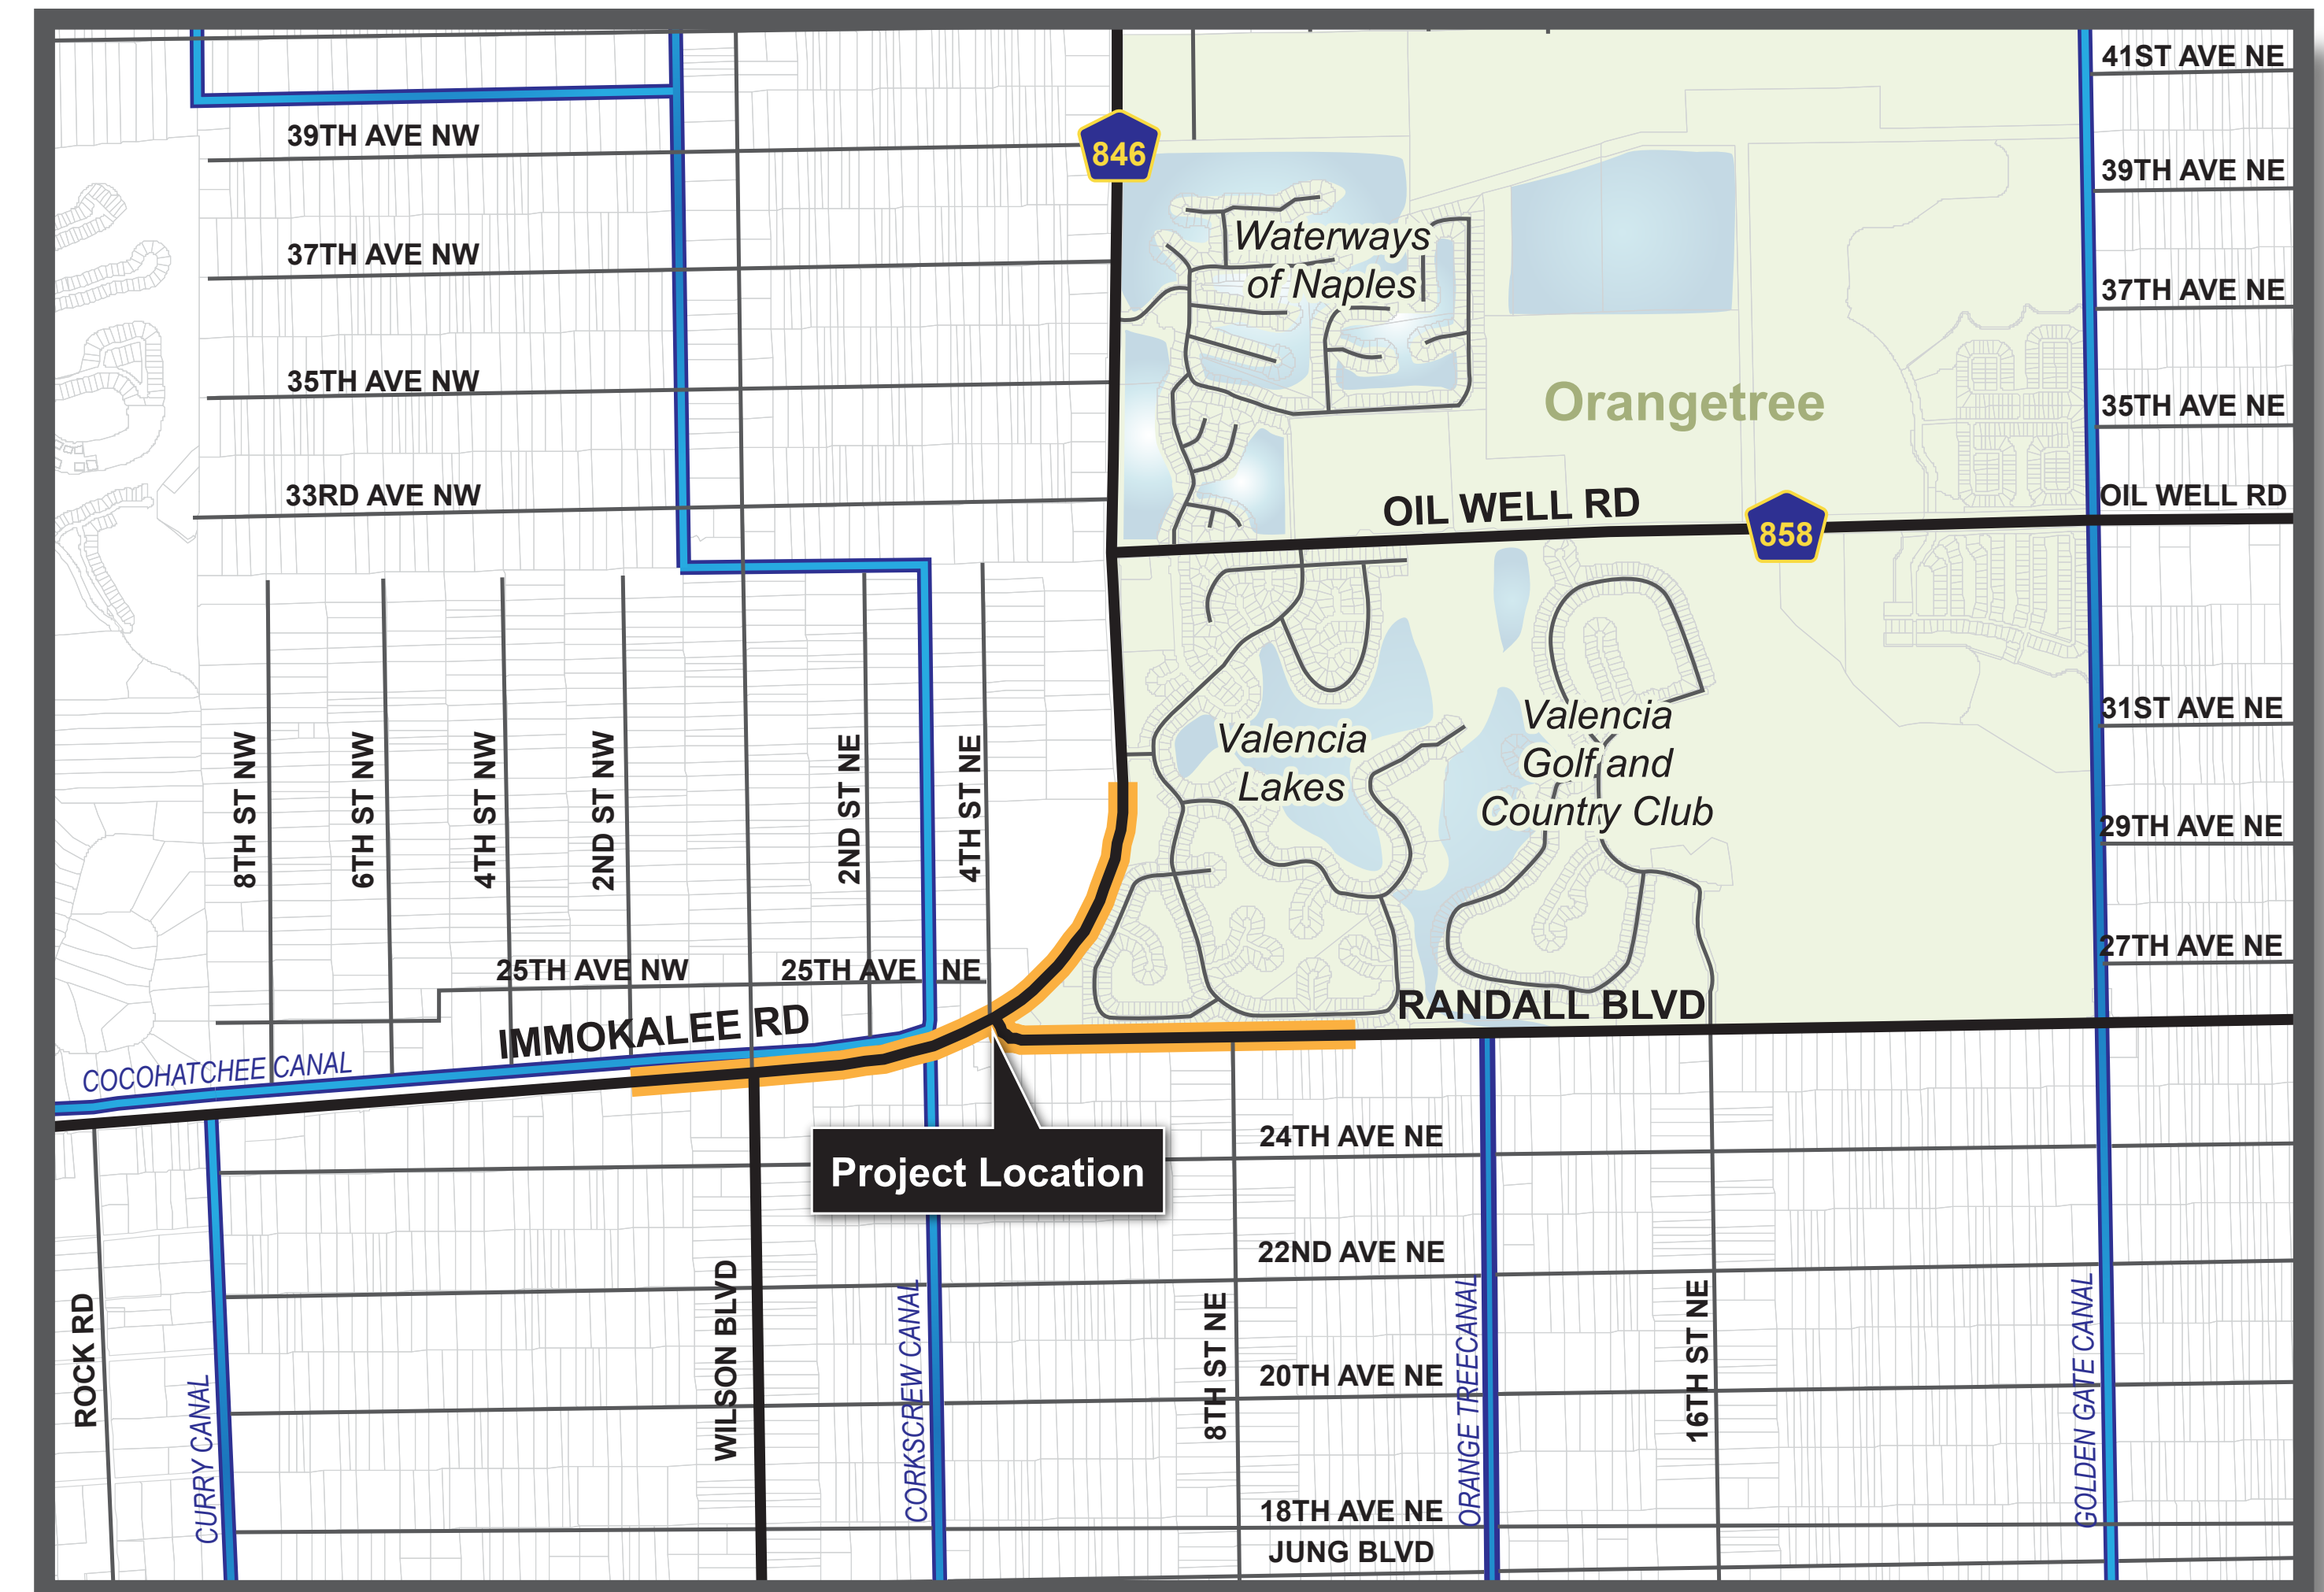 41ST AVE NE
39TH AVE NW
846
39TH AVE NE
Waterways
of Naples
37TH AVE NW
37TH AVE NE
35TH AVE NW
Orangetree
35TH AVE NE
33RD AVE NW
OIL WELL RD
858
OIL WELL RD
8TH ST NW
6TH ST NW
4TH ST NW
2ND ST NW
2ND ST NE
4TH ST NE
Valencia
Lakes
Valencia
Golf and
Country Club
31ST AVE NE
29TH AVE NE
27TH AVE NE
25TH AVE NW
25TH AVE NE
IMMOKALEE RD
RANDALL BLVD
COCOHATCHEE CANAL
Project Location
24TH AVE NE
22ND AVE NE
20TH AVE NE
18TH AVE NE
JUNG BLVD
ROCK RD
CURRY CANAL
WILSON BLVD
CORKSCREW CANAL
8TH ST NE
ORANGE TREECANAL
16TH ST NE
GOLDEN GATE CANAL